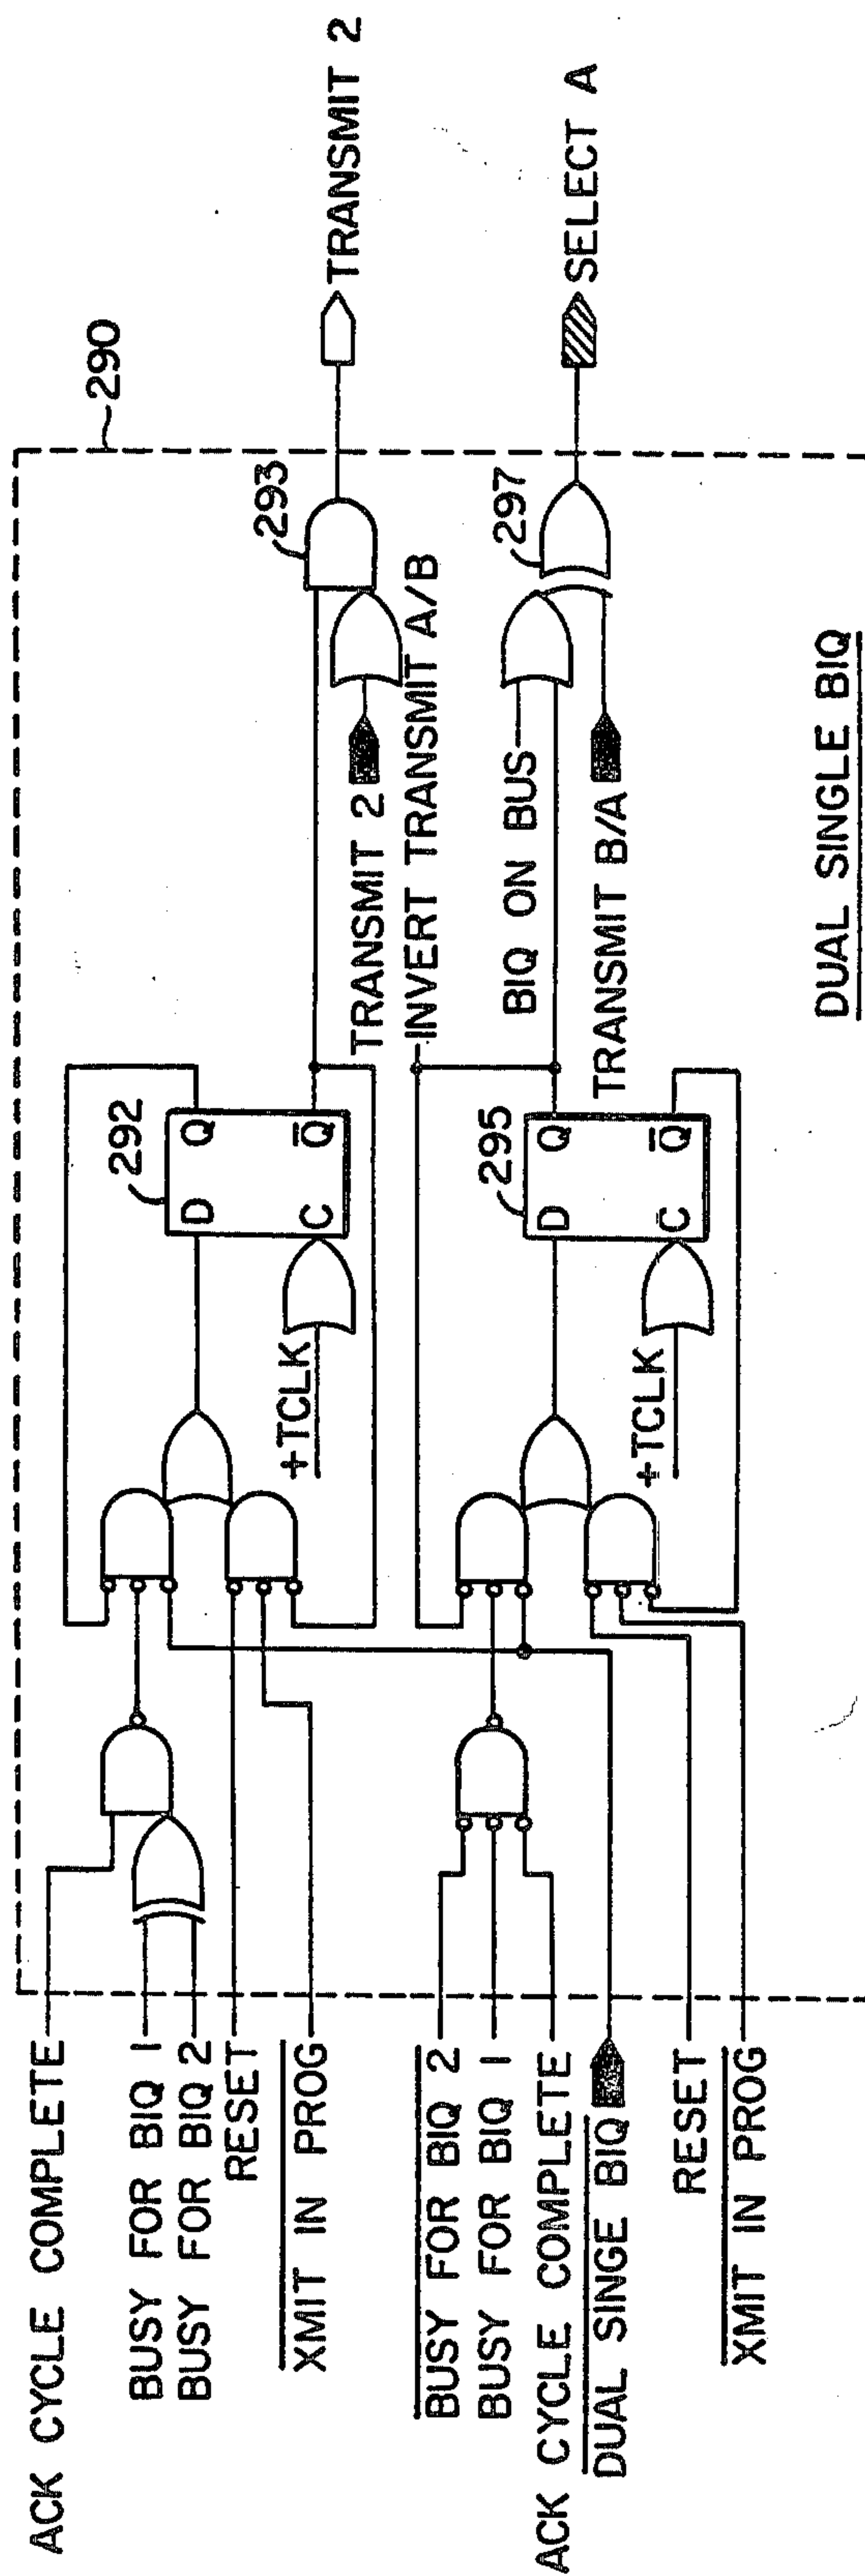 ACK CYCLE COMPLETE
BUSY FOR BIQ 1
BUSY FOR BIQ 2
RESET
XMIT IN PROG
BUSY FOR BIQ 2
BUSY FOR BIQ 1
ACK CYCLE COMPLETE
DUAL SINGE BIQ
RESET
XMIT IN PROG
292
D Q
C Q
+TCLK
295
D Q
C Q
+TCLK
TRANSMIT 2
INVERT TRANSMIT A/B
BIQ ON BUS
TRANSMIT B/A
293
297
290
TRANSMIT 2
SELECT A
DUAL SINGLE BIQ